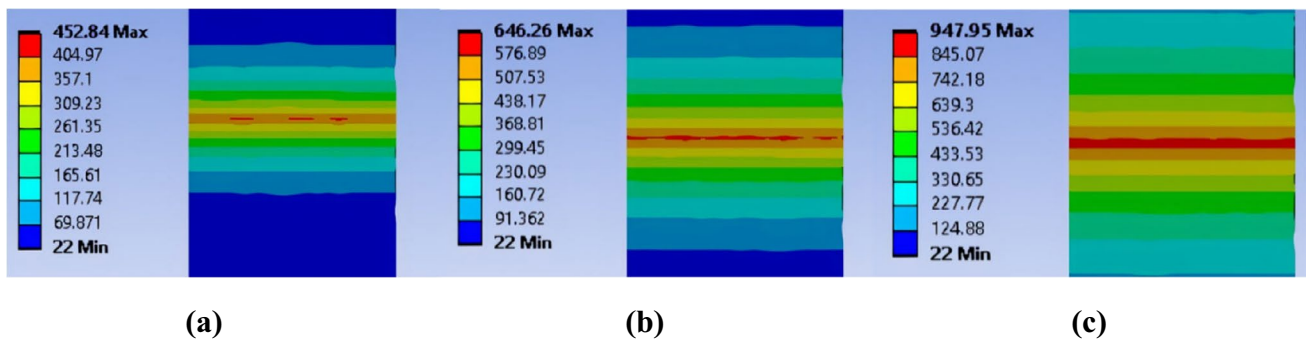 452.84 Max
404.97
357.1
309.23
261.35
213.48
165.61
117.74
69.871
22 Min
646.26 Max
576.89
507.53
438.17
368.81
299.45
230.09
160.72
91.362
22 Min
947.95 Max
845.07
742.18
639.3
536.42
433.53
330.65
227.77
124.88
22 Min
(a)
(b)
(c)